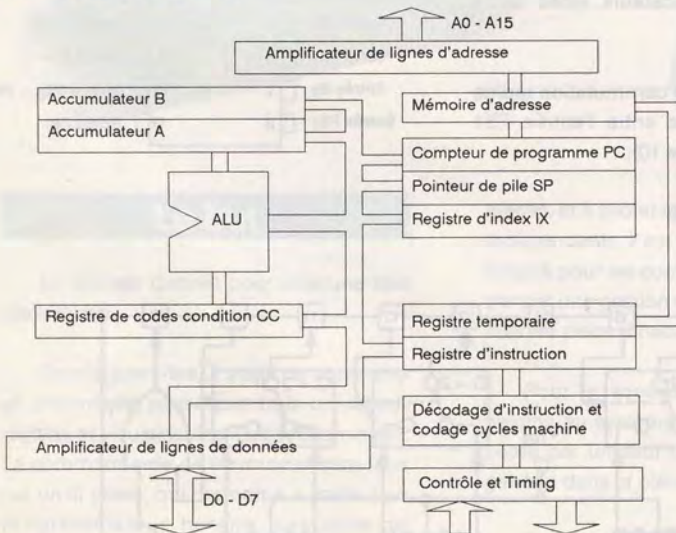 A0 - A15
Amplificateur de lignes d'adresse
Accumulateur B
Accumulateur A
Mémoire d'adresse
Compteur de programme PC
Pointeur de pile SP
Registre d'index IX
ALU
Registre de codes condition CC
Registre temporaire
Registre d'instruction
Décodage d'instruction et
codage cycles machine
Amplificateur de lignes de données
Contrôle et Timing
D0 - D7